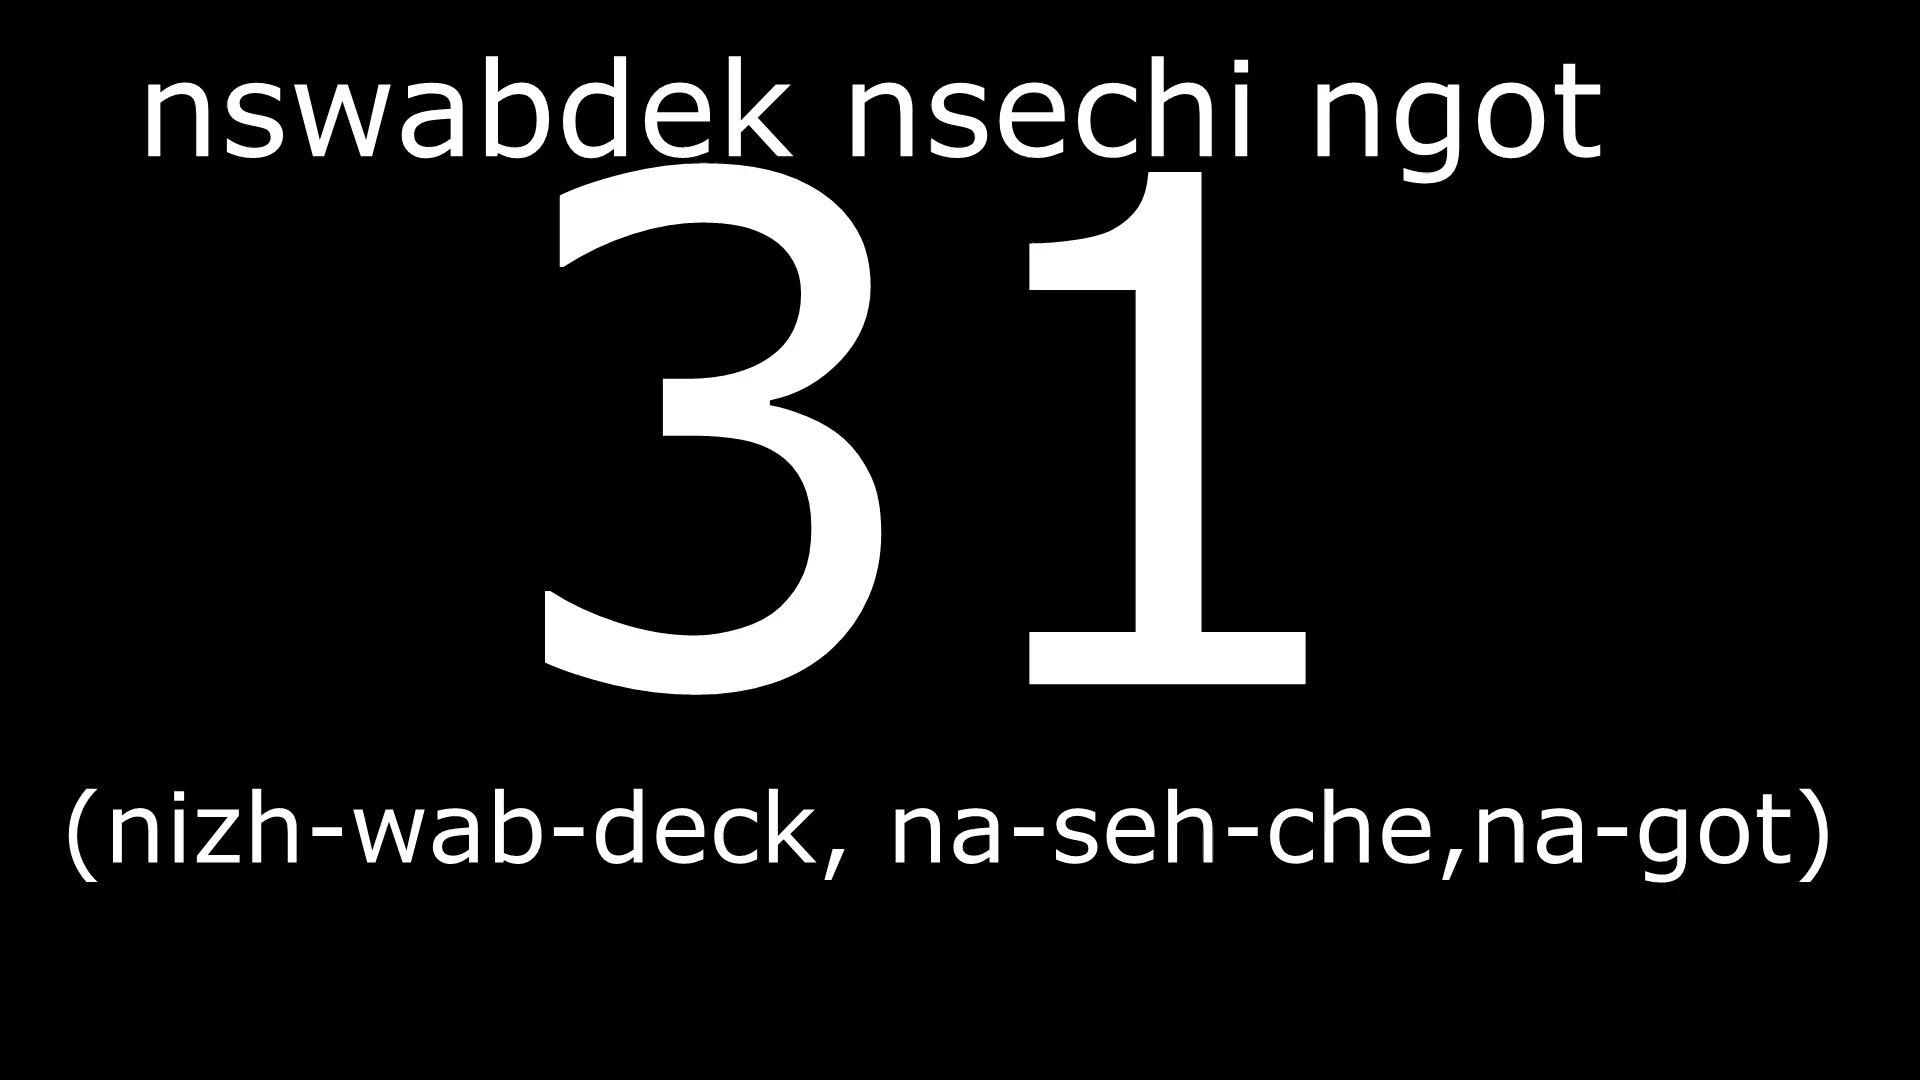 nswabdek nsechi ngot
31
(nizh-wab-deck, na-seh-che,na-got)